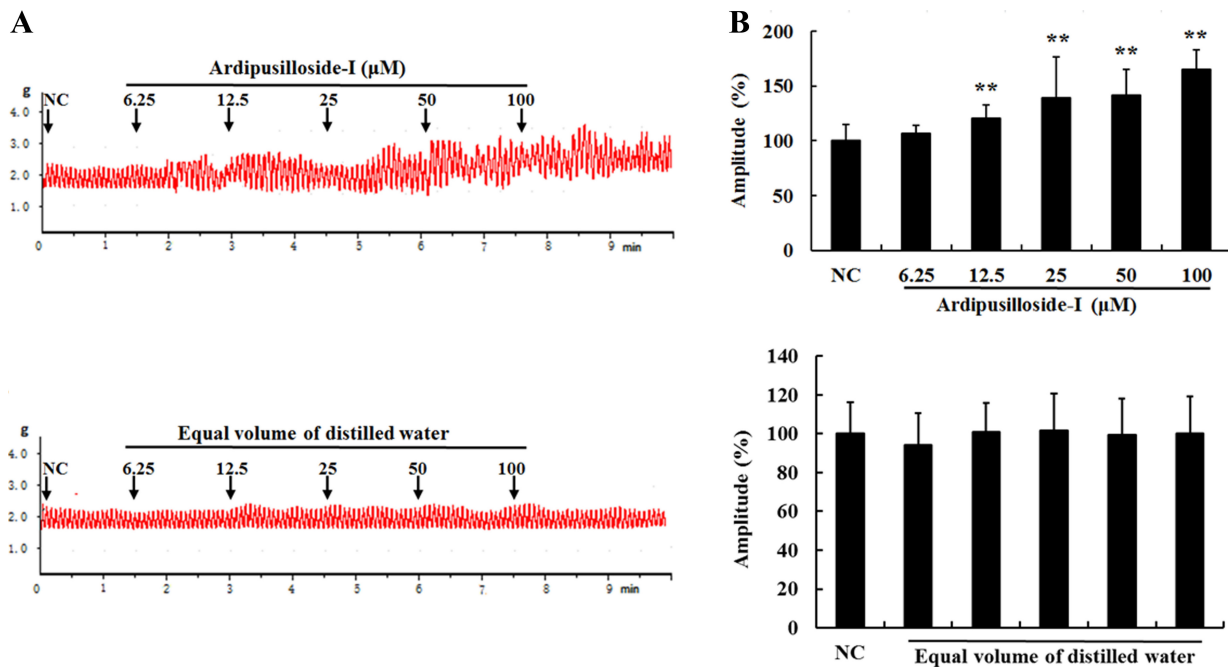 A
Ardipusilloside-I (μM)
g
NC 6.25 12.5 25 50 100
4.0
3.0
2.0
1.0
0 1 2 3 4 5 6 7 8 9 min
Equal volume of distilled water
g
NC 6.25 12.5 25 50 100
4.0
3.0
2.0
1.0
0 1 2 3 4 5 6 7 8 9 min
B
Amplitude (%)
200
150
100
50
0
** ** ** **
NC 6.25 12.5 25 50 100
Ardipusilloside-I (μM)
Amplitude (%)
140
120
100
80
60
40
20
0
NC Equal volume of distilled water